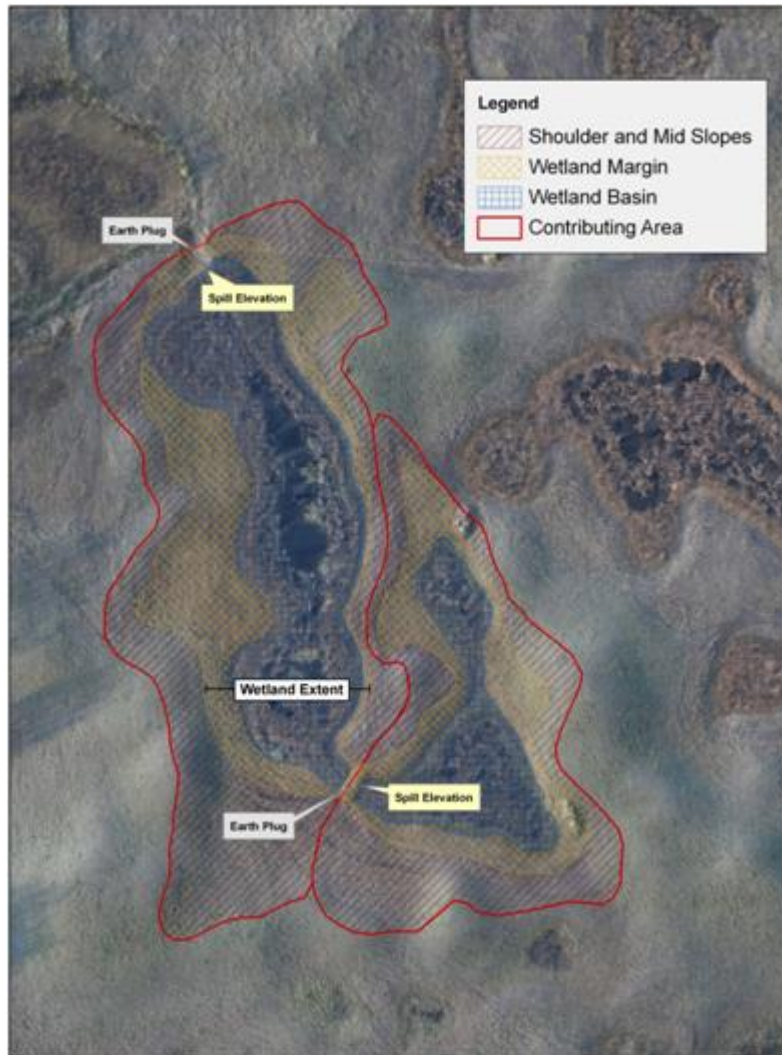 Legend
Shoulder and Mid Slopes
Wetland Margin
Wetland Basin
Contributing Area
Earth Plug
Spill Elevation
Wetland Extent
Spill Elevation
Earth Plug